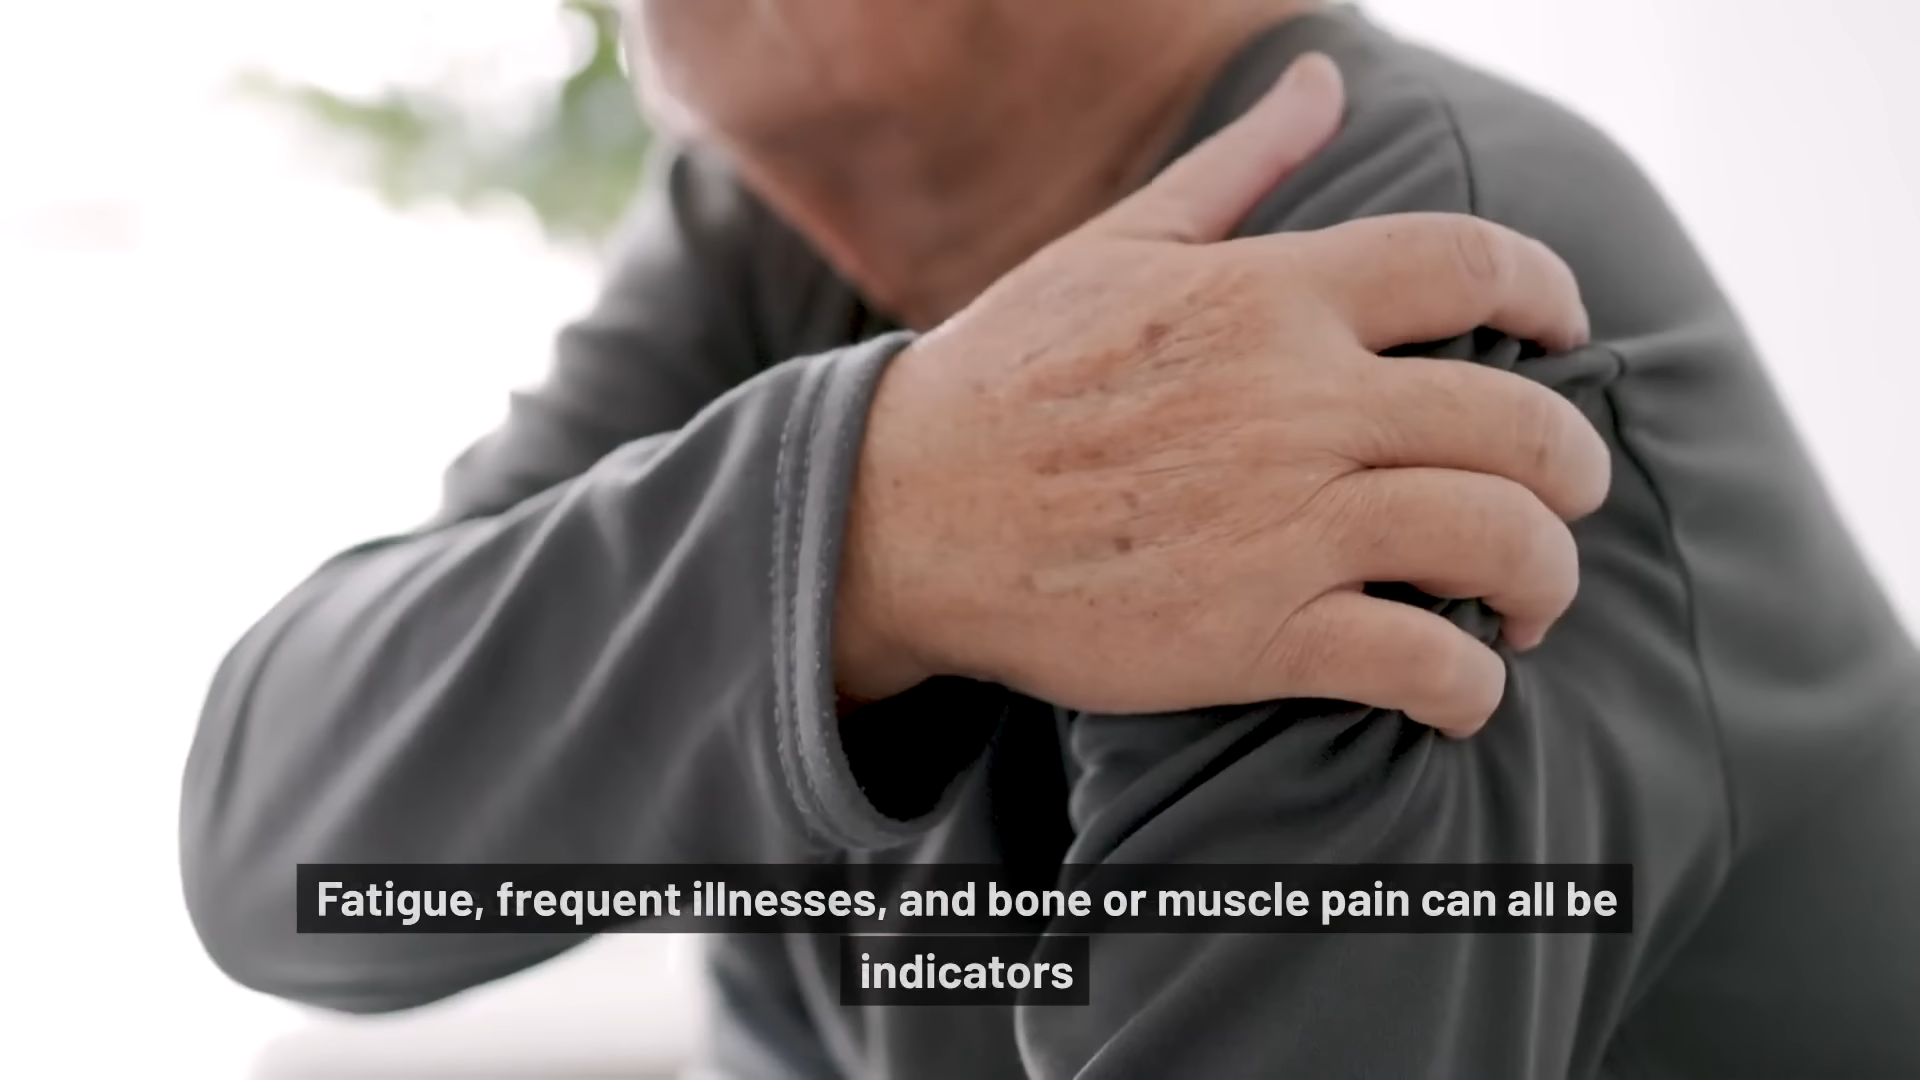 Fatigue, frequent illnesses, and bone or muscle pain can all be
indicators